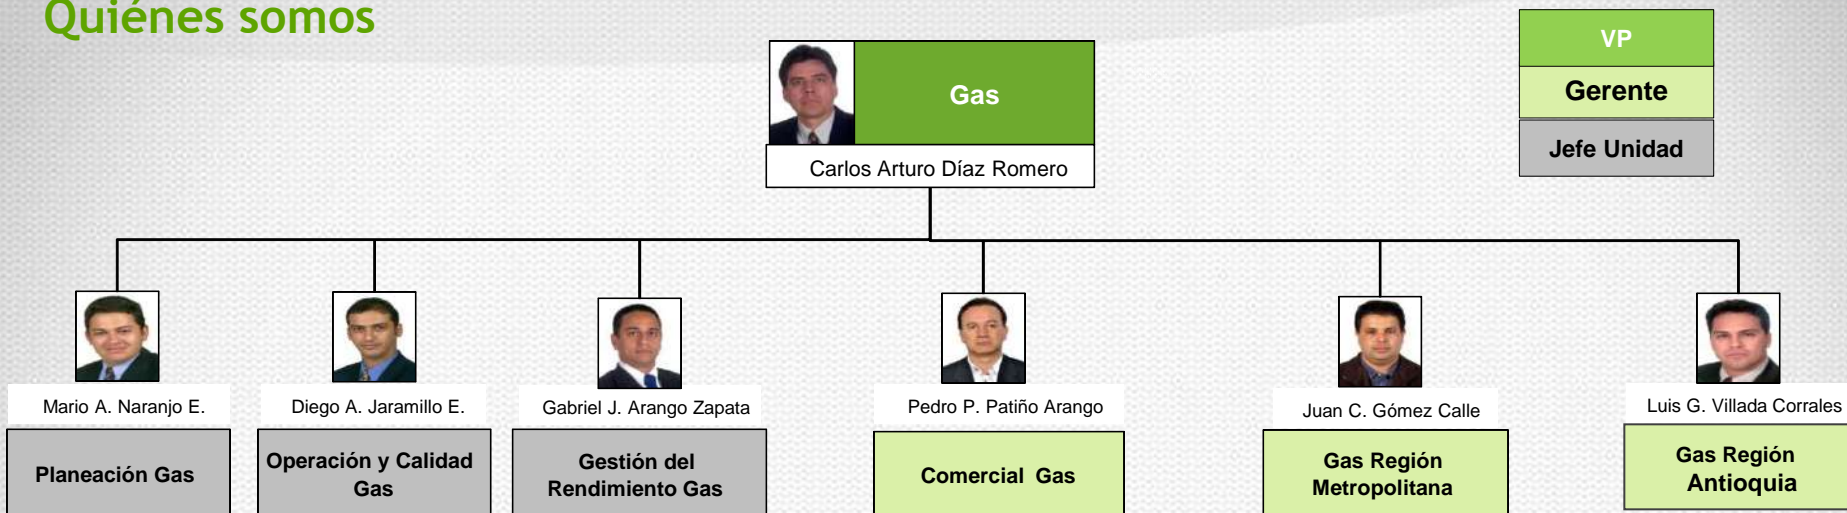 Quiénes somos
VP
Gerente
Jefe Unidad
Gas
Carlos Arturo Díaz Romero
Mario A. Naranjo E.
Diego A. Jaramillo E.
Gabriel J. Arango Zapata
Pedro P. Patiño Arango
Juan C. Gómez Calle
Luis G. Villada Corrales
Planeación Gas
Operación y Calidad
Gas
Gestión del
Rendimiento Gas
Comercial Gas
Gas Región
Metropolitana
Gas Región
Antioquia